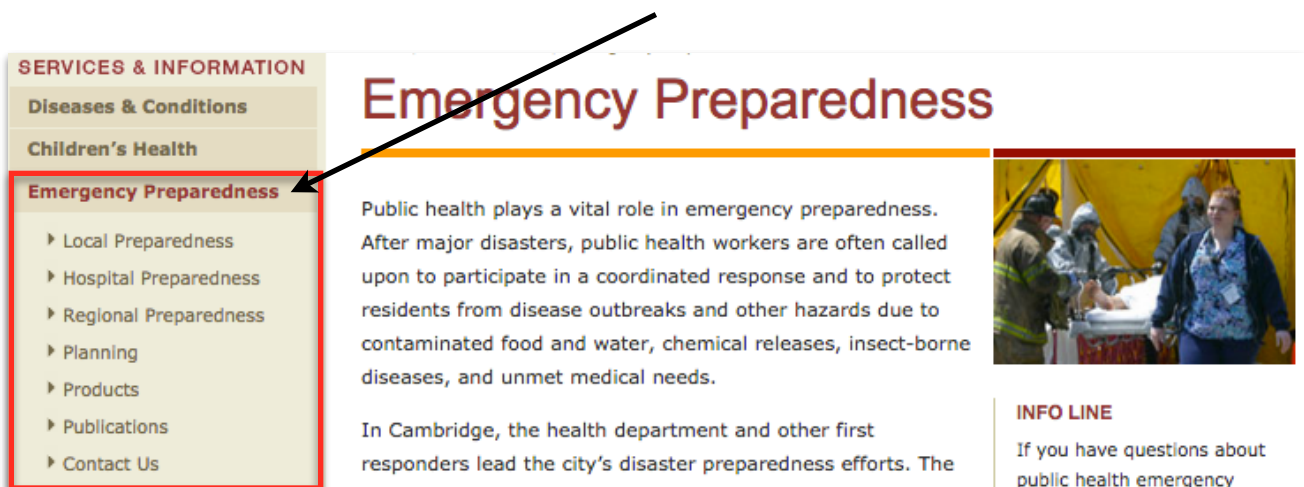 SERVICES & INFORMATION
Diseases & Conditions
Children's Health
Emergency Preparedness
Local Preparedness
Hospital Preparedness
Regional Preparedness
Planning
Products
Publications
Contact Us
Emergency Preparedness
Public health plays a vital role in emergency preparedness.
After major disasters, public health workers are often called
upon to participate in a coordinated response and to protect
residents from disease outbreaks and other hazards due to
contaminated food and water, chemical releases, insect-borne
diseases, and unmet medical needs.
In Cambridge, the health department and other first
responders lead the city's disaster preparedness efforts. The
INFO LINE
If you have questions about
public health emergency